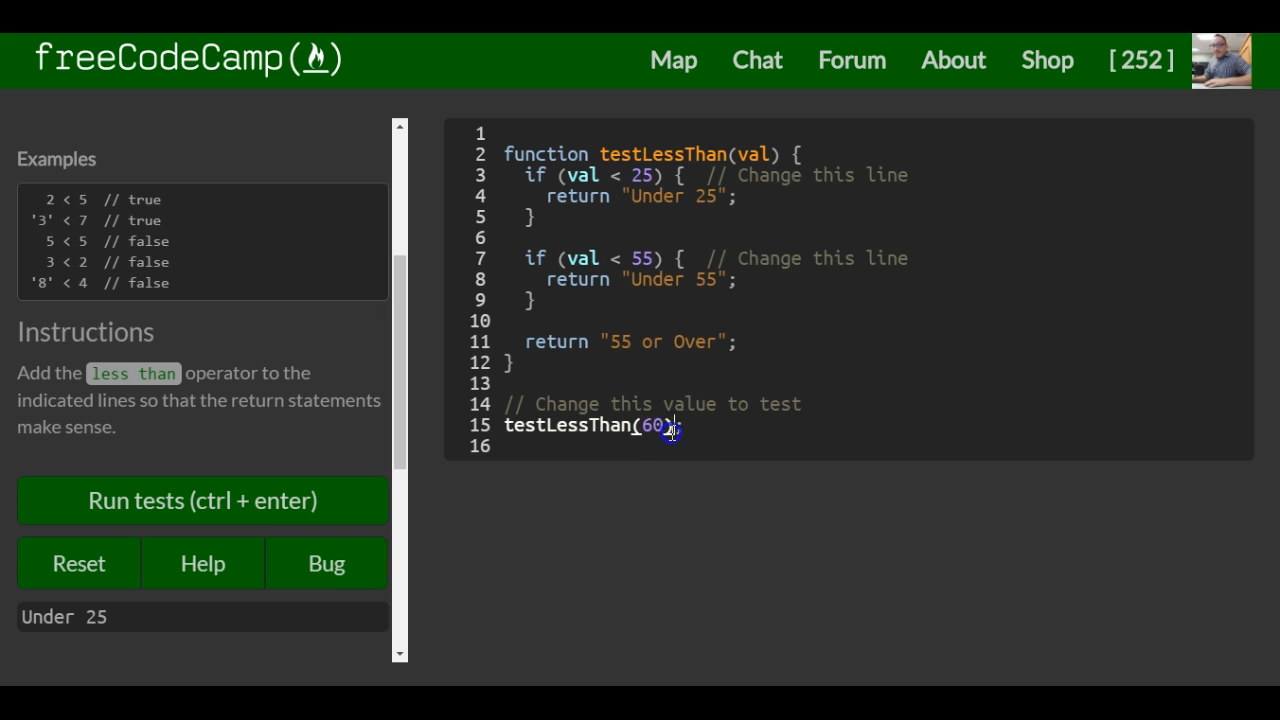 freeCodeCamp(🔥)
Map Chat Forum About Shop [ 252 ]
Examples
2 < 5 // true
'3' < 7 // true
5 < 5 // false
3 < 2 // false
'8' < 4 // false
Instructions
Add the less than operator to the
indicated lines so that the return statements
make sense.
Run tests (ctrl + enter)
Reset Help Bug
Under 25
1
2 function testLessThan(val) {
3 if (val < 25) { // Change this line
4 return "Under 25";
5 }
6
7 if (val < 55) { // Change this line
8 return "Under 55";
9 }
10
11 return "55 or Over";
12 }
13
14 // Change this value to test
15 testLessThan(60);
16